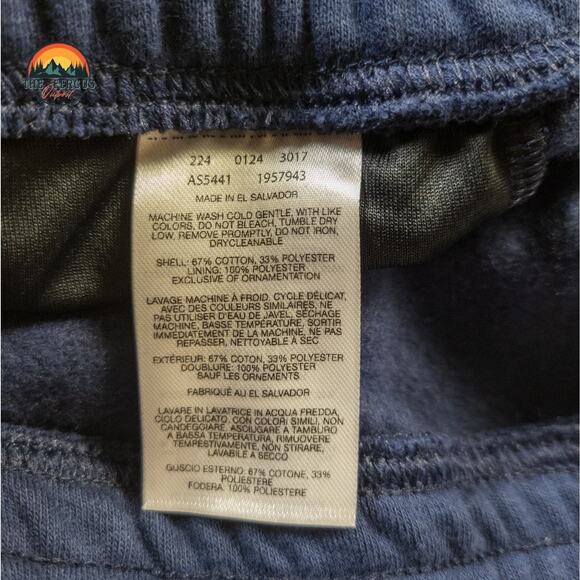 THE FERGUS
Outpost
224 0124 3017
AS5441 1957943
MADE IN EL SALVADOR
MACHINE WASH COLD GENTLE, WITH LIKE
COLORS, DO NOT BLEACH, TUMBLE DRY
LOW, REMOVE PROMPTLY, DO NOT IRON,
DRYCLEANABLE
SHELL: 67% COTTON, 33% POLYESTER
LINING: 100% POLYESTER
EXCLUSIVE OF ORNAMENTATION
LAVAGE MACHINE À FROID, CYCLE DÉLICAT,
AVEC DES COULEURS SIMILAIRES, NE
PAS UTILISER D'EAU DE JAVEL, SÉCHAGE
MACHINE, BASSE TEMPÉRATURE, SORTIR
IMMÉDIATEMENT DE LA MACHINE, NE PAS
REPASSER, NETTOYABLE À SEC
EXTÉRIEUR: 67% COTON, 33% POLYESTER
DOUBLURE: 100% POLYESTER
SAUF LES ORNEMENTS
FABRIQUÉ AU EL SALVADOR
LAVARE IN LAVATRICE IN ACQUA FREDDA,
CICLO DELICATO, CON COLORI SIMILI, NON
CANDEGGIARE, ASCIUGARE A TAMBURO
A BASSA TEMPERATURA, RIMUOVERE
TEMPESTIVAMENTE, NON STIRARE,
LAVABILE A SECCO
GUSCIO ESTERNO: 67% COTONE, 33%
POLIESTERE
FODERA: 100% POLIESTERE